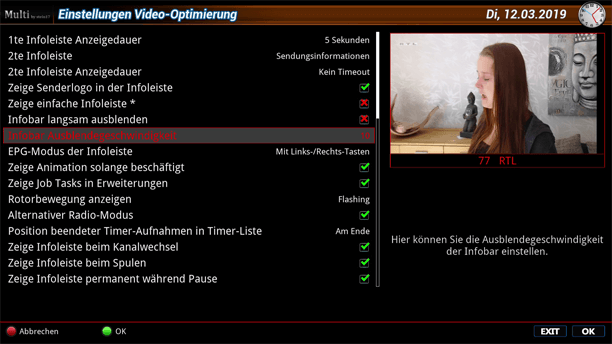 Multi by mein17 Einstellungen Video-Optimierung Di, 12.03.2019
1te Infoleiste Anzeigedauer 5 Sekunden
2te Infoleiste Sendungsinformationen
2te Infoleiste Anzeigedauer Kein Timeout
Zeige Senderlogo in der Infoleiste
Zeige einfache Infoleiste *
Infobar langsam ausblenden
Infobar Ausblendegeschwindigkeit
EPG-Modus der Infoleiste Mit Links-/Rechts-Tasten
Zeige Animation solange beschäftigt
Zeige Job Tasks in Erweiterungen
Rotorbewegung anzeigen Flashing
Alternativer Radio-Modus
Position beendeter Timer-Aufnahmen in Timer-Liste Am Ende
Zeige Infoleiste beim Kanalwechsel
Zeige Infoleiste beim Spulen
Zeige Infoleiste permanent während Pause
77 RTL
Hier können Sie die Ausblendegeschwindigkeit
der Infobar einstellen.
Abbrechen OK EXIT OK